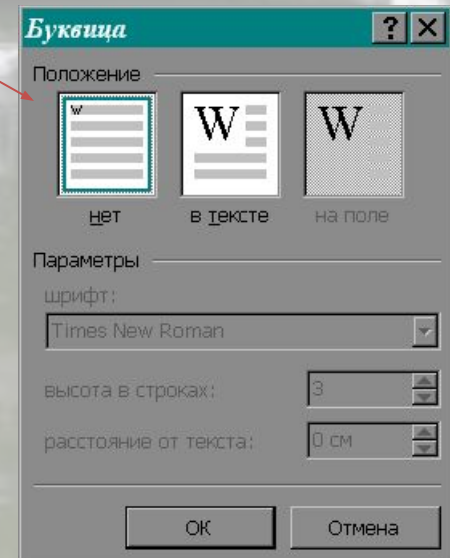 Буквица
Положение
w W W
нет в тексте на поле
Параметры
шрифт:
Times New Roman
высота в строках: 3
расстояние от текста: 0 см
ОК Отмена